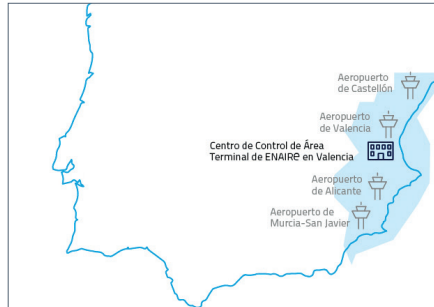 Aeropuerto
de Castellón
Aeropuerto
de Valencia
Centro de Control de Área
Terminal de ENAIRe en Valencia
Aeropuerto
de Alicante
Aeropuerto de
Murcia-San Javier